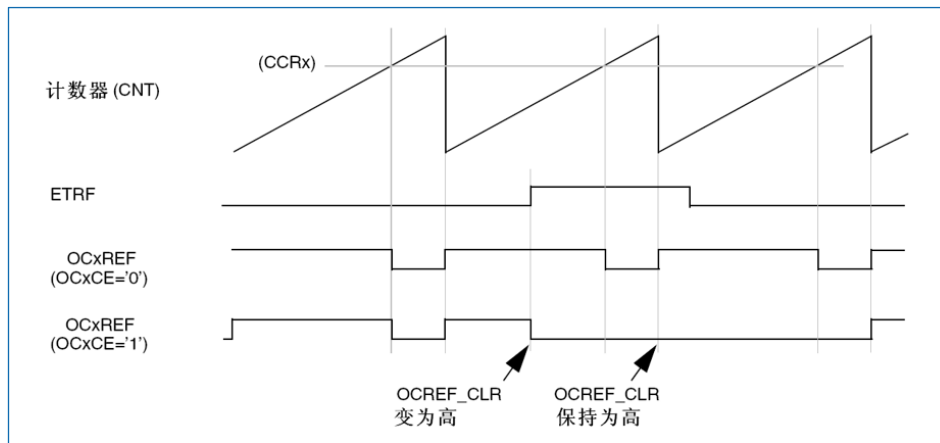 (CCRx)
计数器(CNT)
ETRF
OCxREF
(OCxCE='0')
OCxREF
(OCxCE='1')
OCREF_CLR
变为高
OCREF_CLR
保持为高